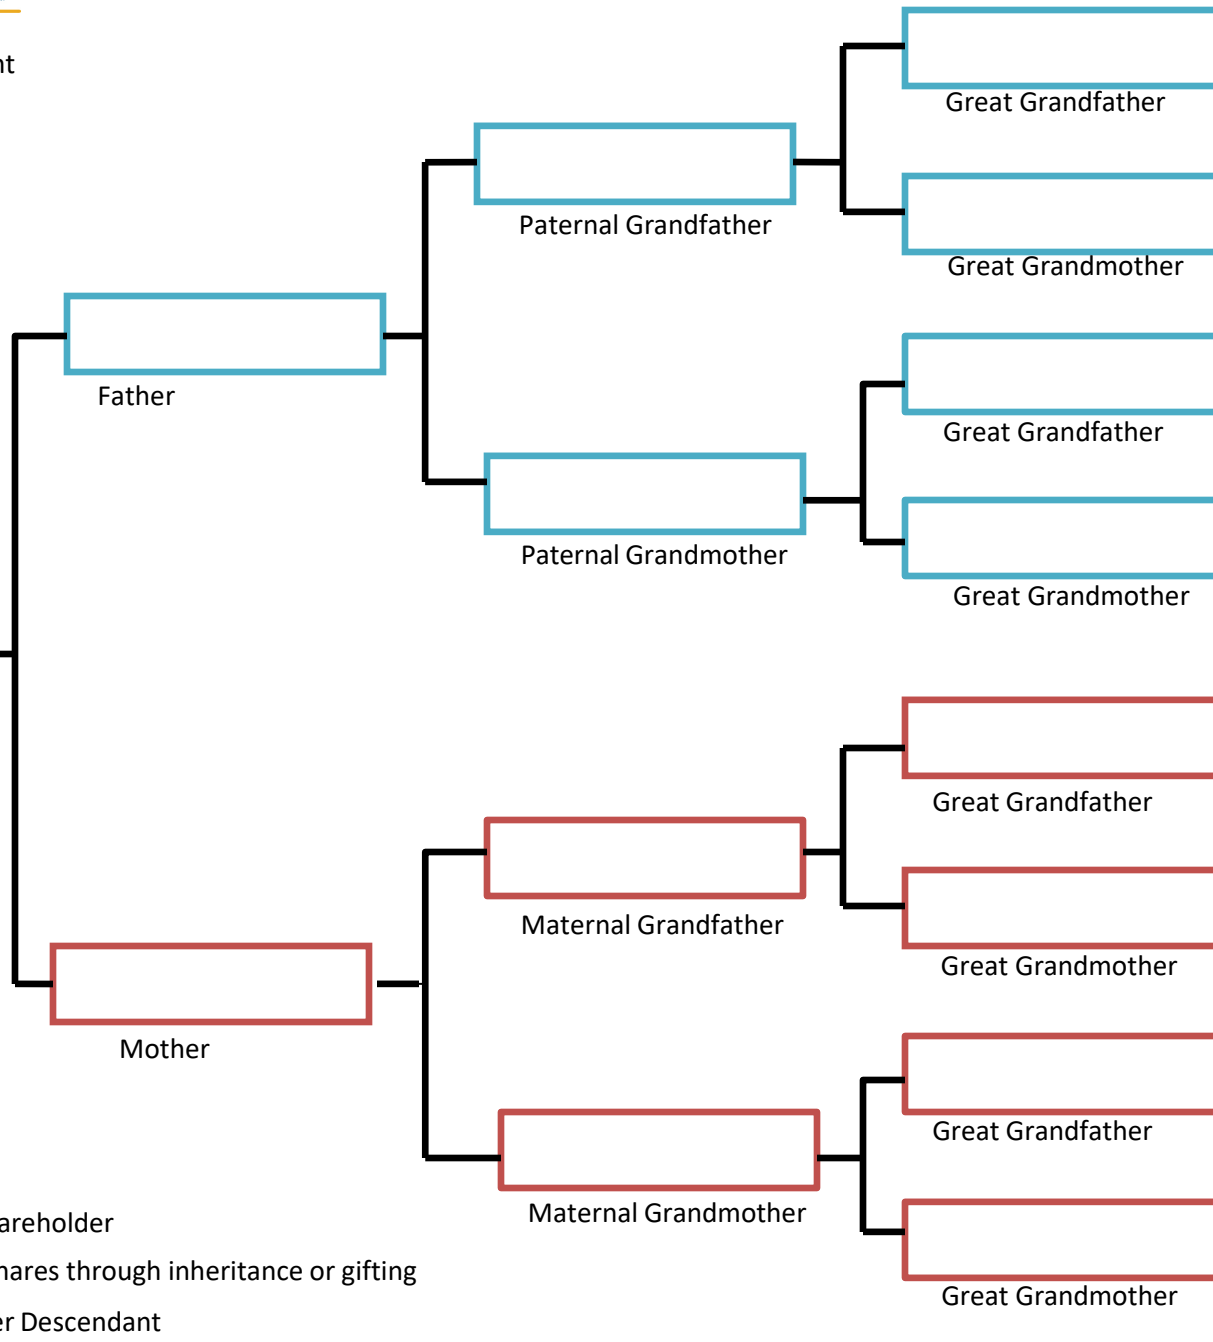 nt
Great Grandfather
Paternal Grandfather
Great Grandmother
Father
Great Grandfather
Paternal Grandmother
Great Grandmother
Great Grandfather
Maternal Grandfather
Great Grandmother
Mother
Great Grandfather
Maternal Grandmother
areholder
hares through inheritance or gifting
Great Grandmother
er Descendant